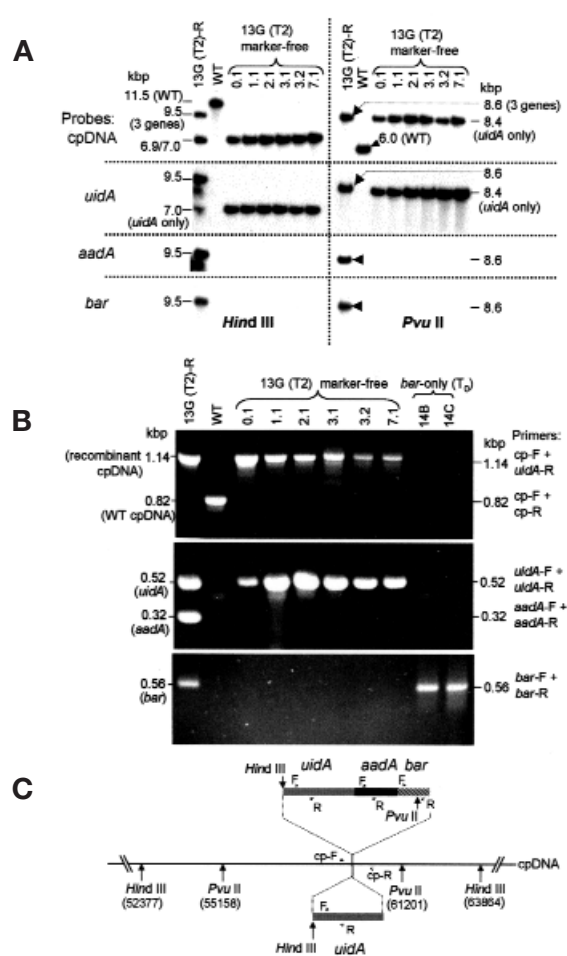 A
13G (T2)-R
WT
13G (T2)
marker-free
0.1
1.1
2.1
3.1
3.2
7.1
13G (T2)-R
WT
13G (T2)
marker-free
0.1
1.1
2.1
3.1
3.2
7.1
kbp
kbp
11.5 (WT)
Probes:
9.5
(3 genes)
cpDNA
6.9/7.0
8.6 (3 genes)
8.4
(uidA only)
6.0 (WT)
uidA
9.5
7.0
(uidA only)
8.6
8.4
(uidA only)
aadA
9.5
8.6
bar
9.5
8.6
Hind III
Pvu II
B
13G (T2)-R
WT
13G (T2) marker-free
0.1
1.1
2.1
3.1
3.2
7.1
bar-only (T0)
14B
14C
kbp
kbp
Primers:
(recombinant
cpDNA)
1.14
1.14
cp-F +
uidA-R
0.82
(WT cpDNA)
0.82
cp-F +
cp-R
0.52
(uidA)
0.52
uidA-F +
uidA-R
0.32
(aadA)
0.32
aadA-F +
aadA-R
0.56
(bar)
0.56
bar-F +
bar-R
C
Hind III
uidA
aadA
bar
F
R
F
R
F
R
Pvu II
cp-F
cp-R
cpDNA
Hind III
(52377)
Pvu II
(55158)
Pvu II
(61201)
Hind III
(63864)
F
R
Hind III
uidA